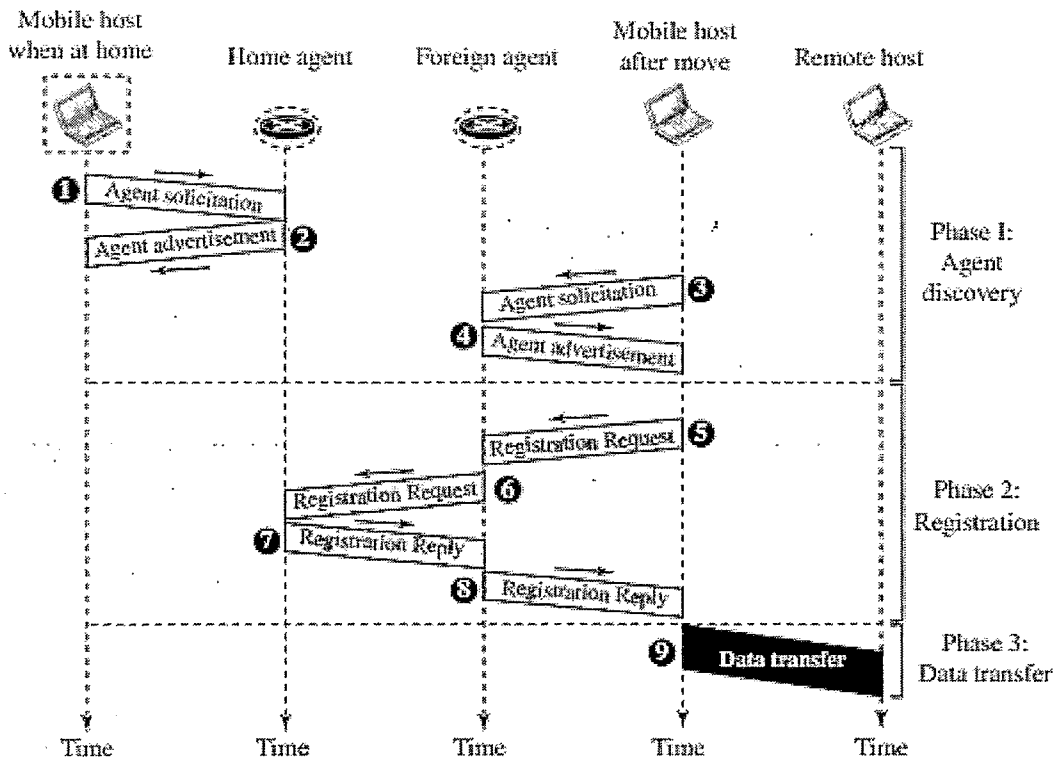 Mobile host
when at home
Home agent
Foreign agent
Mobile host
after move
Remote host
1
Agent solicitation
Agent advertisement
2
Agent solicitation
3
4
Agent advertisement
Phase 1:
Agent
discovery
Registration Request
5
Registration Request
6
7
Registration Reply
8
Registration Reply
Phase 2:
Registration
9
Data transfer
Phase 3:
Data transfer
Time
Time
Time
Time
Time